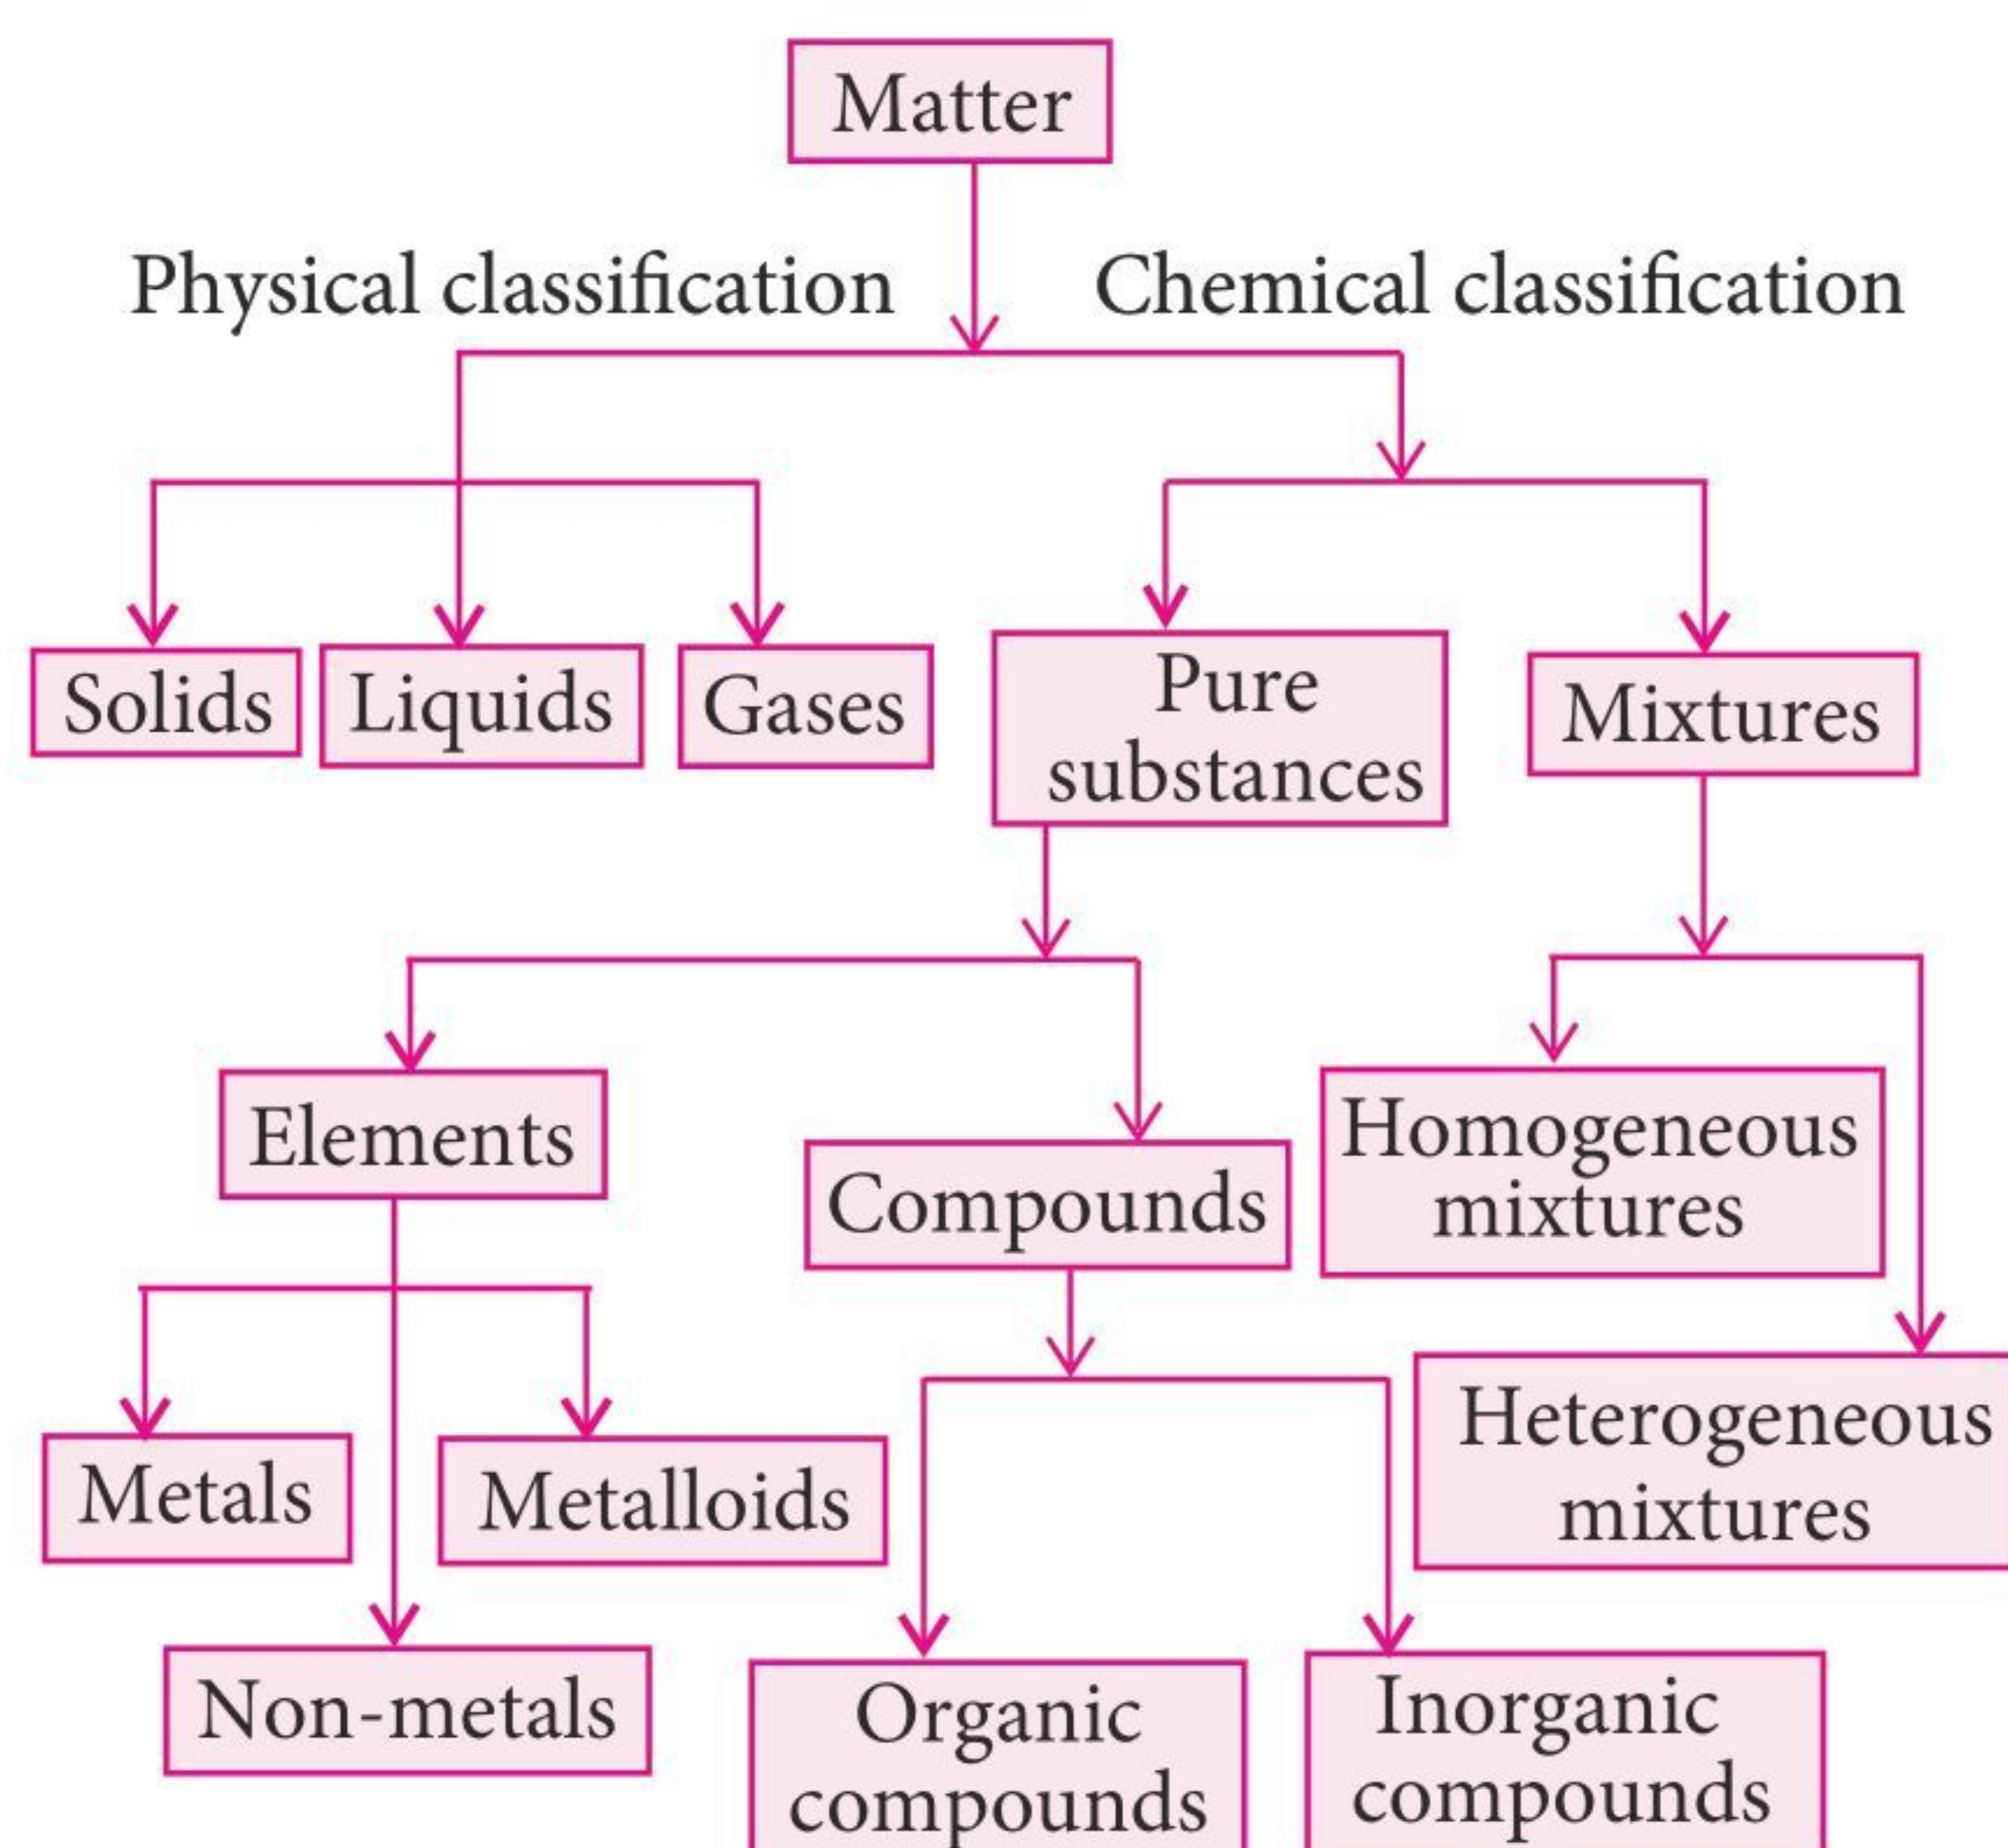 Matter
Physical classification
Chemical classification
Solids
Liquids
Gases
Pure
substances
Mixtures
Elements
Compounds
Homogeneous
mixtures
Metals
Metalloids
Heterogeneous
mixtures
Non-metals
Organic
compounds
Inorganic
compounds